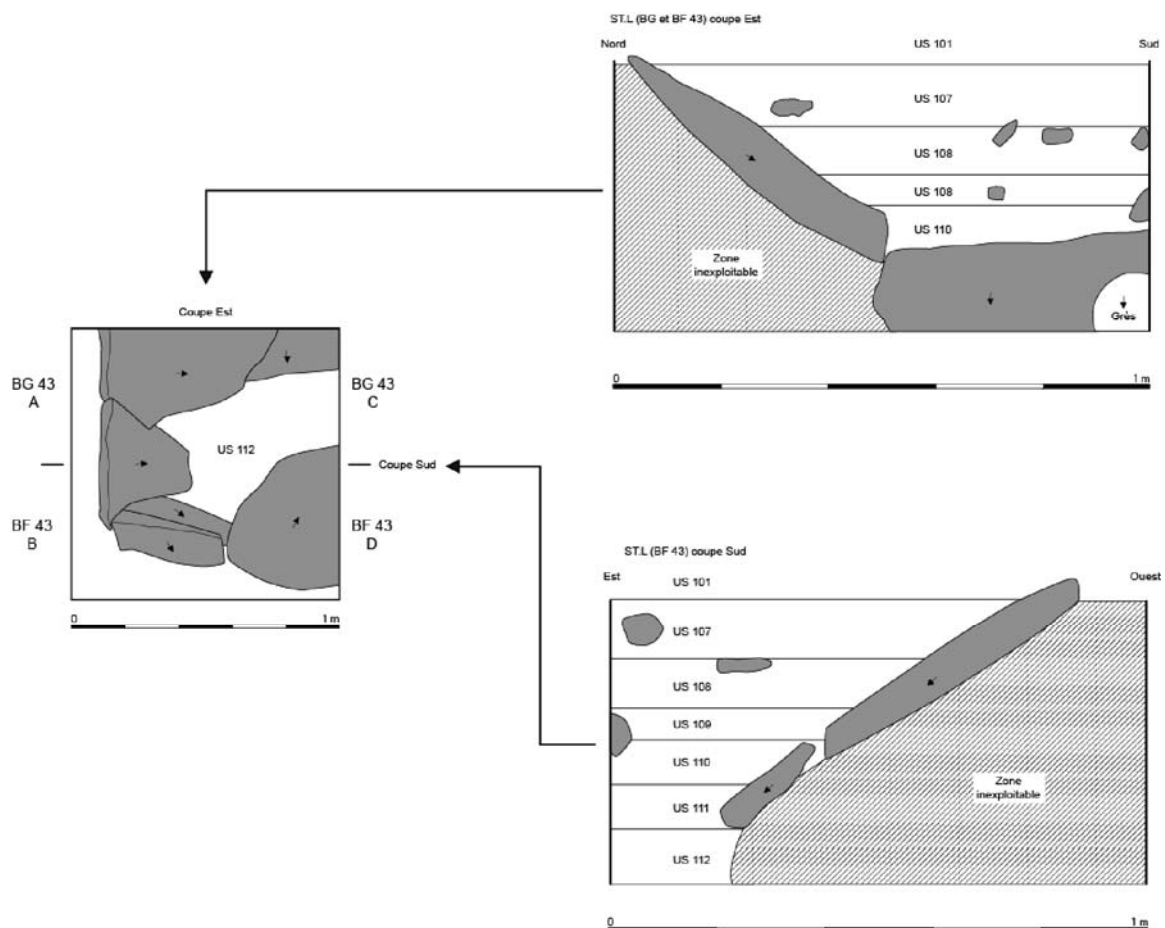 ST.L (BG et BF 43) coupe Est
Nord
US 101
Sud
US 107
US 108
US 108
US 110
Zone
inexploitable
Grès
0
1 m
Coupe Est
BG 43
A
BG 43
C
US 112
Coupe Sud
BF 43
B
BF 43
D
0
1 m
ST.L (BF 43) coupe Sud
Est
US 101
Ouest
US 107
US 108
US 109
US 110
US 111
US 112
Zone
inexploitable
0
1 m